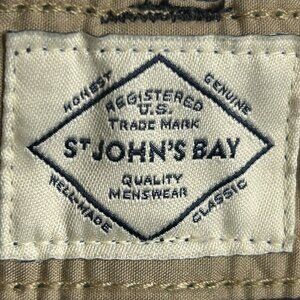 HONEST GENUINE
REGISTERED
U.S.
TRADE MARK
ST JOHN'S BAY
QUALITY
MENSWEAR
WELL-MADE CLASSIC